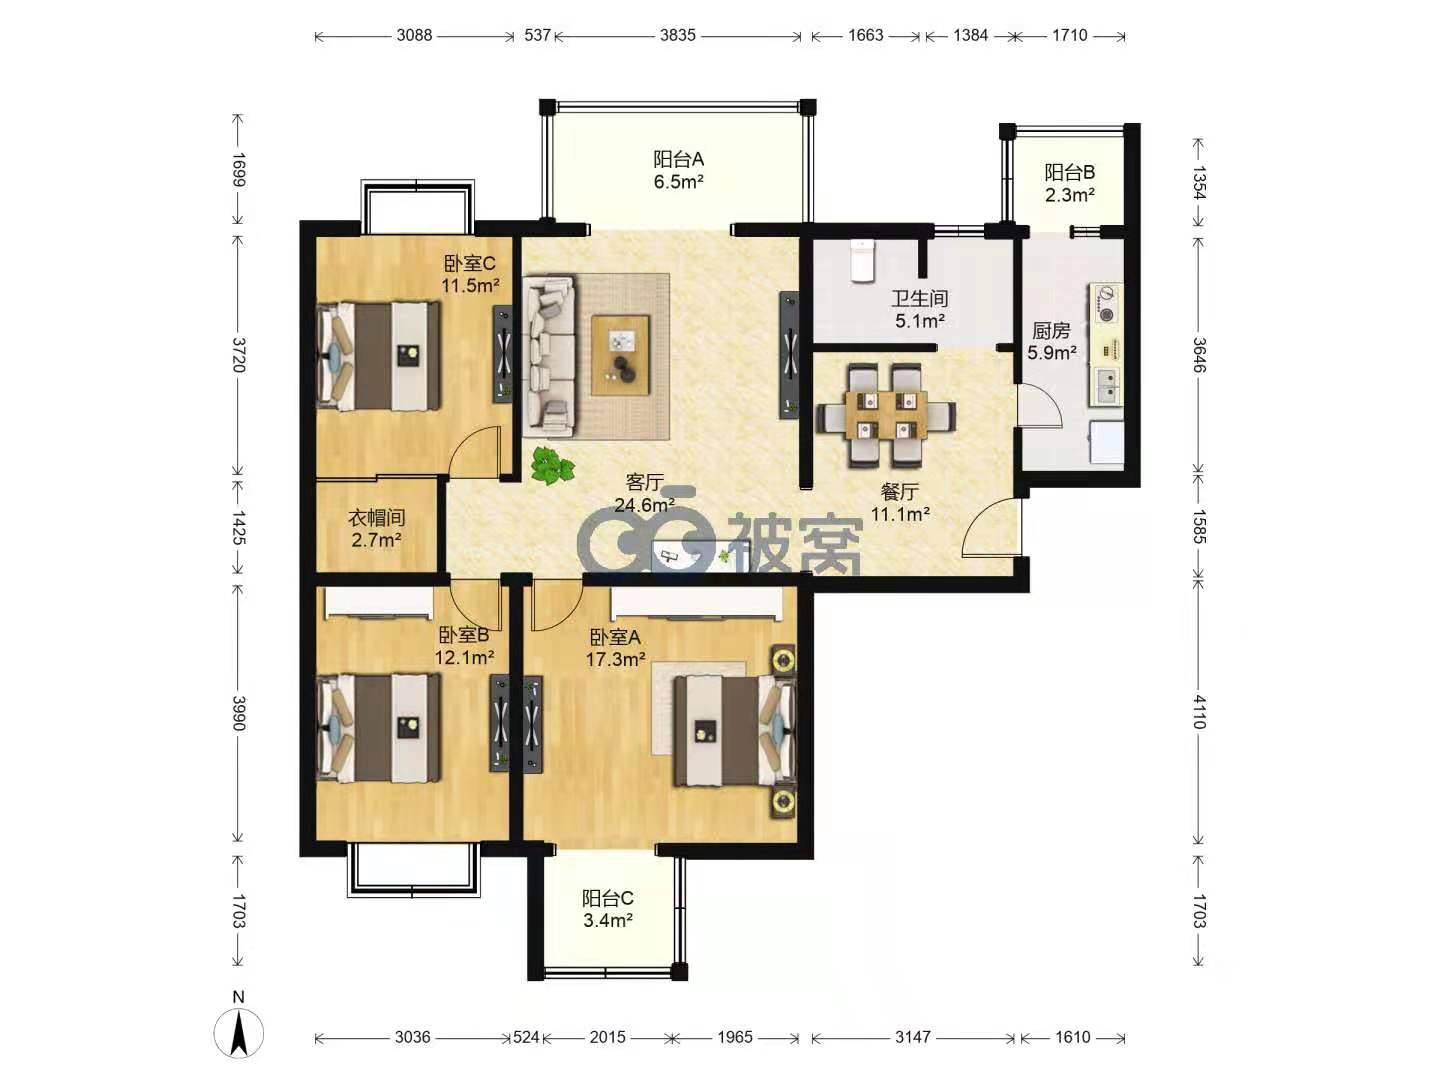 3088 537 3835 1663 1384 1710
阳台A
6.5m²
阳台B
2.3m²
1699
1354
卧室C
11.5m²
卫生间
5.1m²
厨房
5.9m²
3720
3646
客厅
24.6m²
餐厅
11.1m²
衣帽间
2.7m²
1425
1585
被窝
卧室B
12.1m²
卧室A
17.3m²
3990
4110
阳台C
3.4m²
1703
1703
N
3036 524 2015 1965 3147 1610